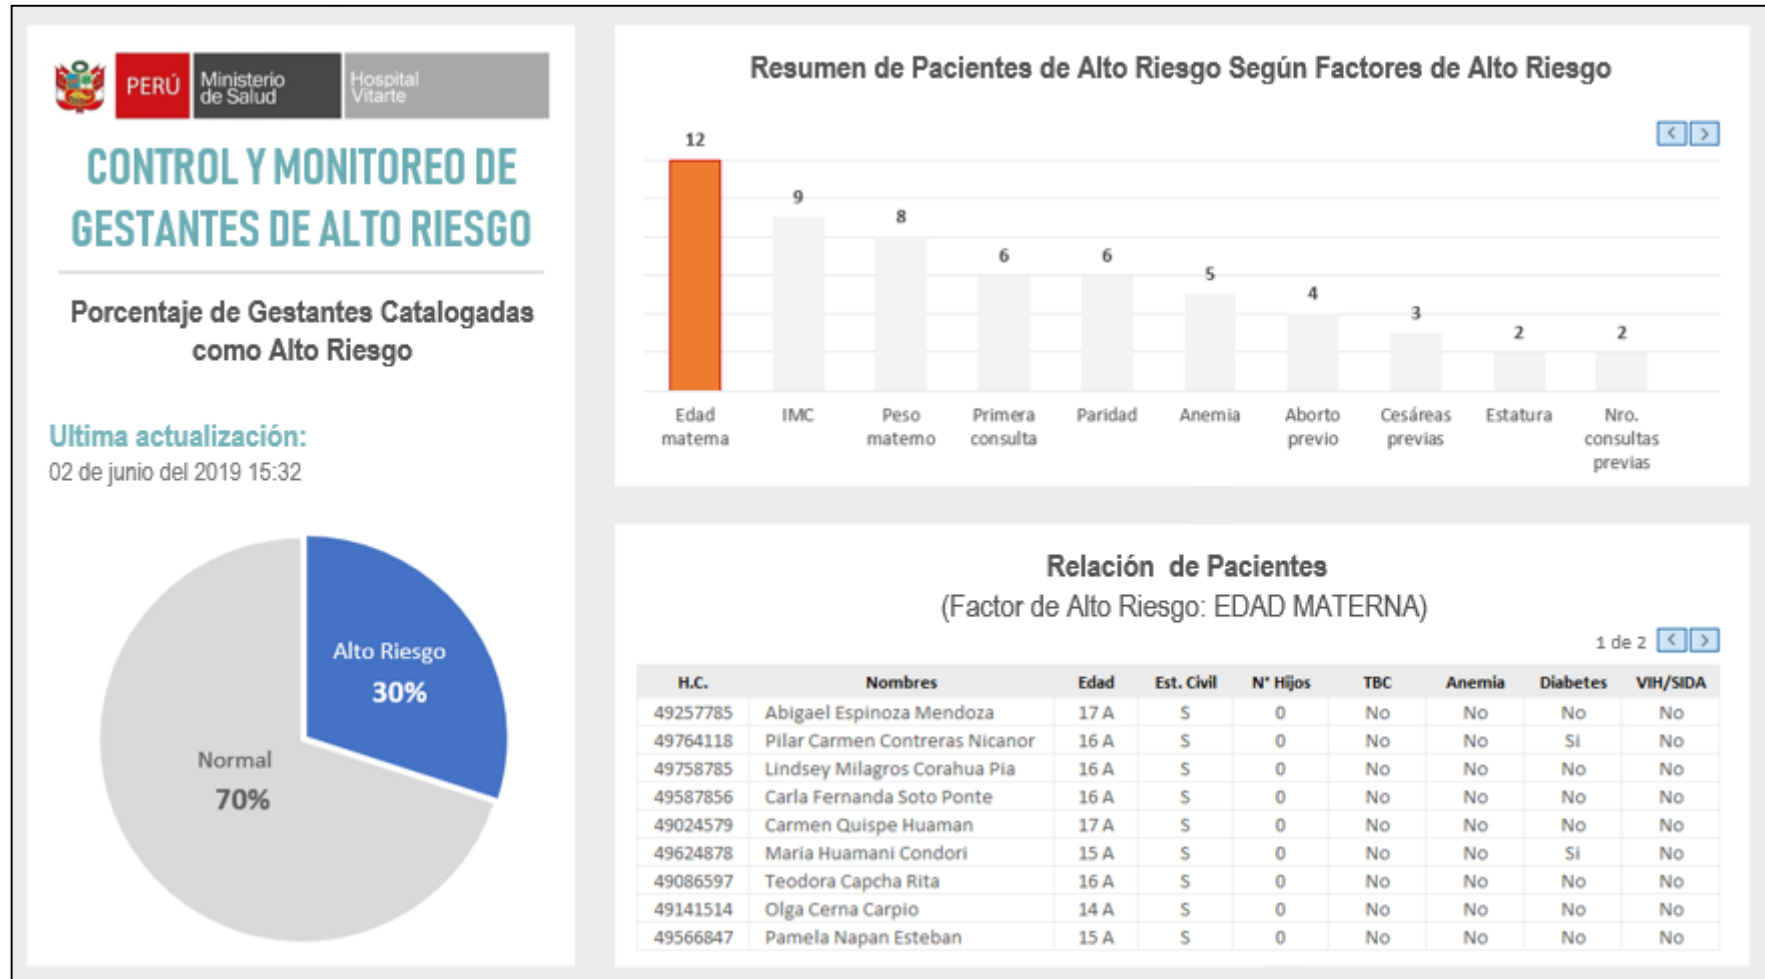 PERÚ
Ministerio
de Salud
Hospital
Vitarte
CONTROL Y MONITOREO DE
GESTANTES DE ALTO RIESGO
Porcentaje de Gestantes Catalogadas
como Alto Riesgo
Ultima actualización:
02 de junio del 2019 15:32
Alto Riesgo
30%
Normal
70%
Resumen de Pacientes de Alto Riesgo Según Factores de Alto Riesgo
< >
12 9 8 6 6 5 4 3 2 2
Edad materna
IMC
Peso materno
Primera consulta
Paridad
Anemia
Aborto previo
Cesáreas previas
Estatura
Nro. consultas previas
Relación de Pacientes
(Factor de Alto Riesgo: EDAD MATERNA)
1 de 2 < >
H.C. Nombres Edad Est. Civil N° Hijos TBC Anemia Diabetes VIH/SIDA
49257785 Abigael Espinoza Mendoza 17 A S 0 No No No No
49764118 Pilar Carmen Contreras Nicanor 16 A S 0 No No Si No
49758785 Lindsey Milagros Corahua Pia 16 A S 0 No No No No
49587856 Carla Fernanda Soto Ponte 16 A S 0 No No No No
49024579 Carmen Quispe Huaman 17 A S 0 No No No No
49624878 Maria Huamani Condori 15 A S 0 No No Si No
49086597 Teodora Capcha Rita 16 A S 0 No No No No
49141514 Olga Cerna Carpio 14 A S 0 No No No No
49566847 Pamela Napan Esteban 15 A S 0 No No No No